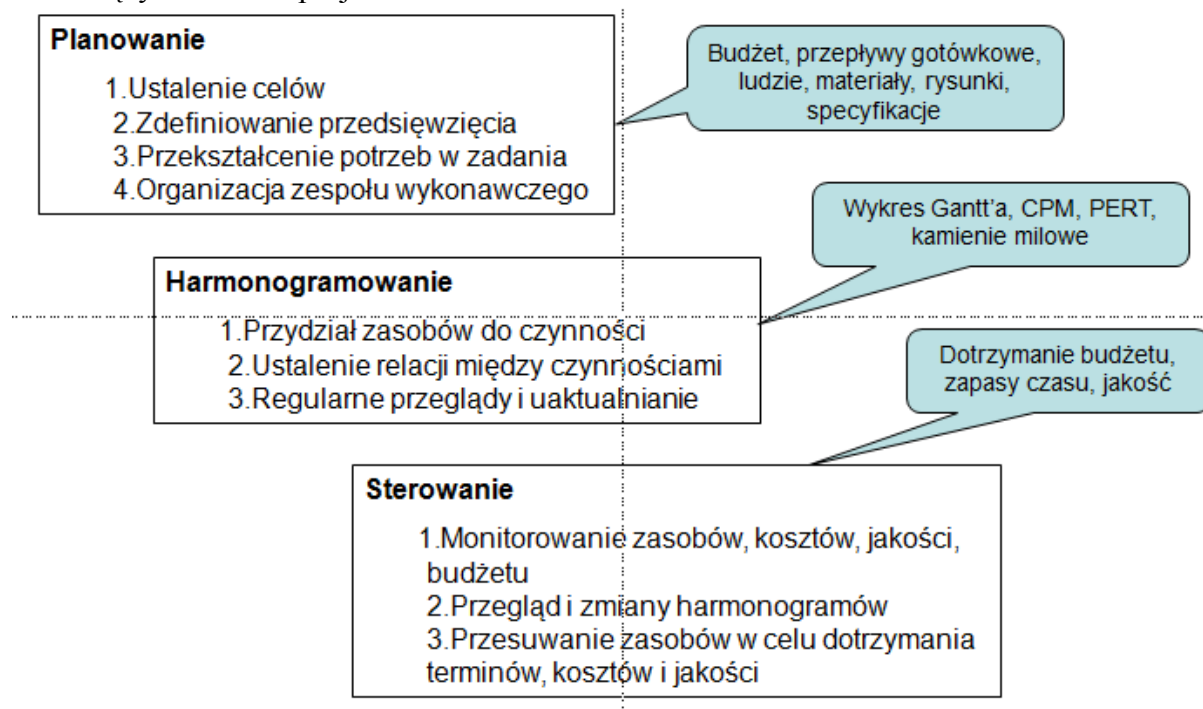 Planowanie
1.Ustalenie celów
2.Zdefiniowanie przedsięwzięcia
3.Przekształcenie potrzeb w zadania
4.Organizacja zespołu wykonawczego
Budżet, przepływy gotówkowe,
ludzie, materiały, rysunki,
specyfikacje
Wykres Gantt'a, CPM, PERT,
kamienie milowe
Harmonogramowanie
1.Przydział zasobów do czynności
2.Ustalenie relacji między czynnościami
3.Regularne przeglądy i uaktualnianie
Dotrzymanie budżetu,
zapasy czasu, jakość
Sterowanie
1.Monitorowanie zasobów, kosztów, jakości,
budżetu
2.Przegląd i zmiany harmonogramów
3.Przesuwanie zasobów w celu dotrzymania
terminów, kosztów i jakości